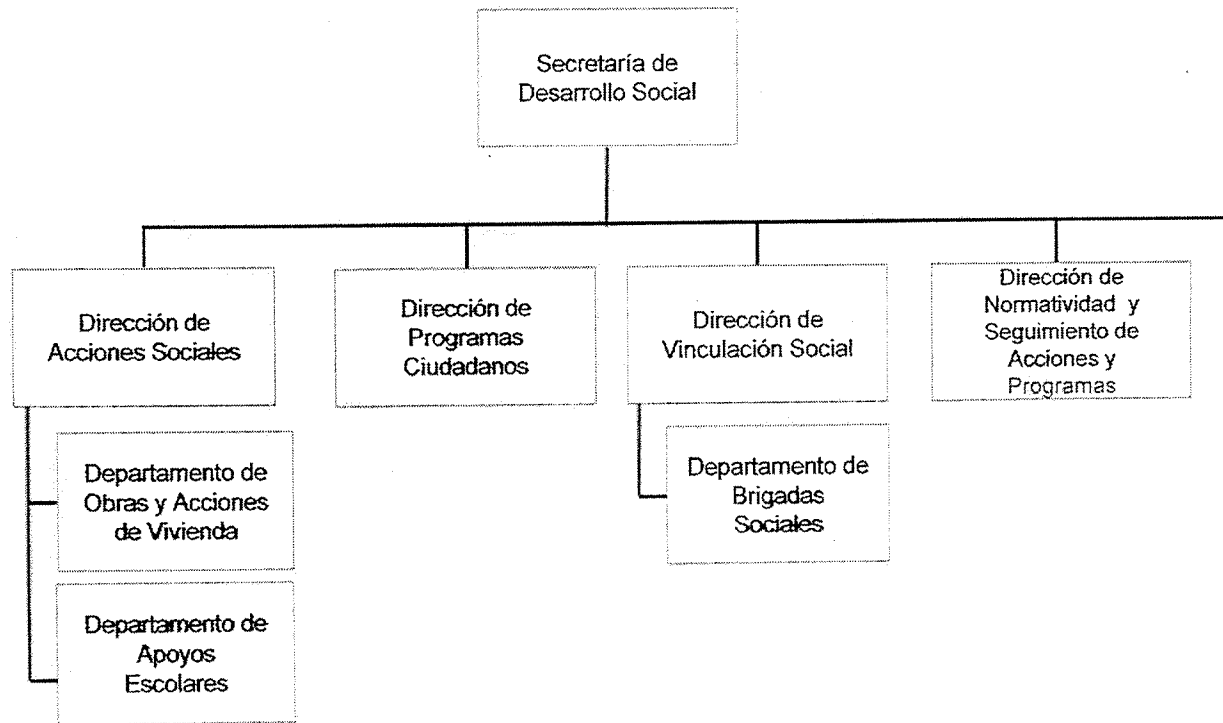 Secretaría de
Desarrollo Social
Dirección de
Acciones Sociales
Dirección de
Programas
Ciudadanos
Dirección de
Vinculación Social
Dirección de
Normatividad y
Seguimiento de
Acciones y
Programas
Departamento de
Obras y Acciones
de Vivienda
Departamento de
Brigadas
Sociales
Departamento de
Apoyos
Escolares